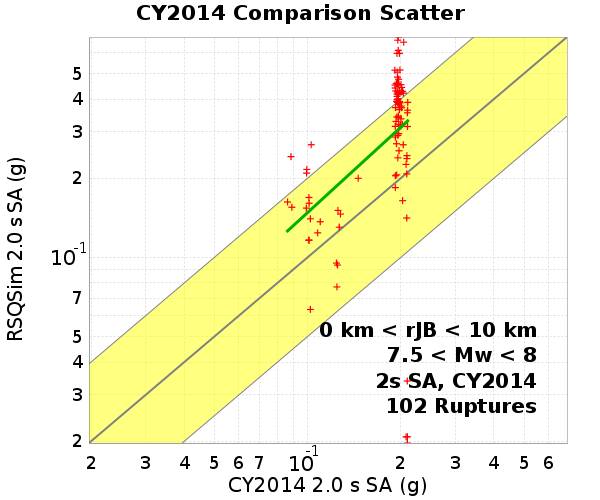 CY2014 Comparison Scatter
RSQSim 2.0 s SA (g)
5
4
3
2
10-1
7
5
4
3
2
0 km < rJB < 10 km
7.5 < Mw < 8
2s SA, CY2014
102 Ruptures
2 3 4 5 6 7 10-1 2 3 4 5 6
CY2014 2.0 s SA (g)